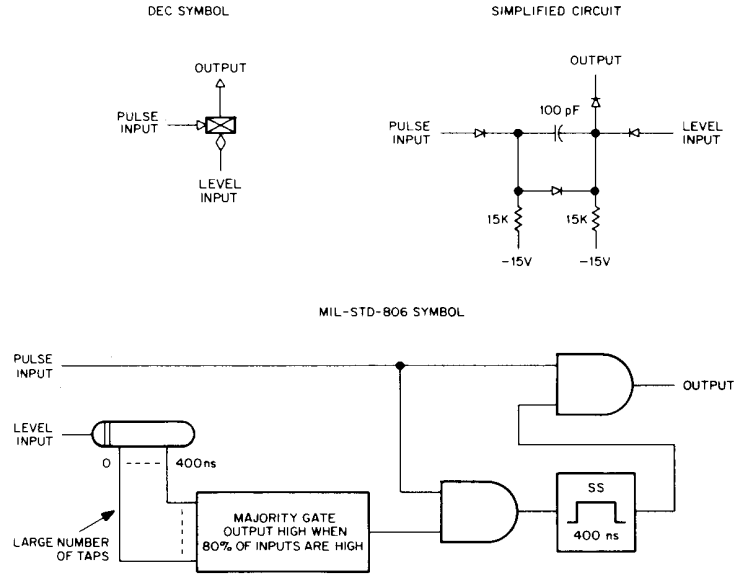 DEC SYMBOL
SIMPLIFIED CIRCUIT
OUTPUT
PULSE
INPUT
LEVEL
INPUT
OUTPUT
100 pF
PULSE
INPUT
LEVEL
INPUT
15K
15K
-15V
-15V
MIL-STD-806 SYMBOL
PULSE
INPUT
OUTPUT
LEVEL
INPUT
0 ---- 400ns
LARGE NUMBER
OF TAPS
MAJORITY GATE
OUTPUT HIGH WHEN
80% OF INPUTS ARE HIGH
SS
400 ns